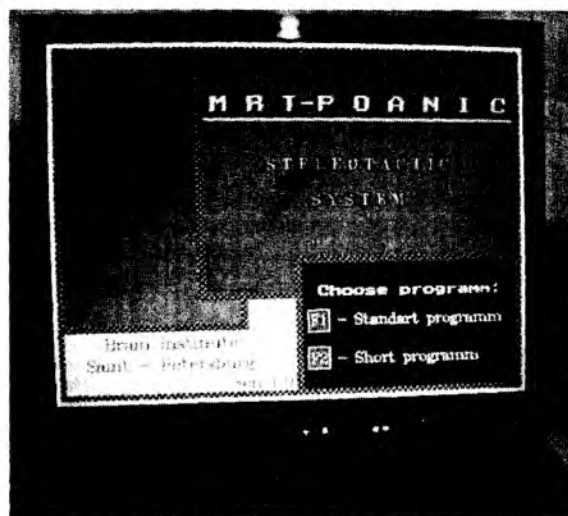 MRT-POANIC
STEREOTACTIC
SYSTEM
Choose programm:
F1 - Standart programm
F2 - Short programm
Brain Institute
Saint - Petersburg